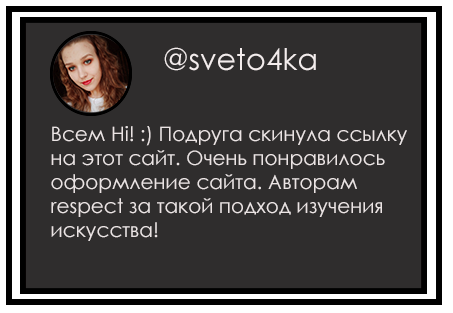 @sveto4ka
Всем Hi! :) Подруга скинула ссылку
на этот сайт. Очень понравилось
оформление сайта. Авторам
respect за такой подход изучения
искусства!